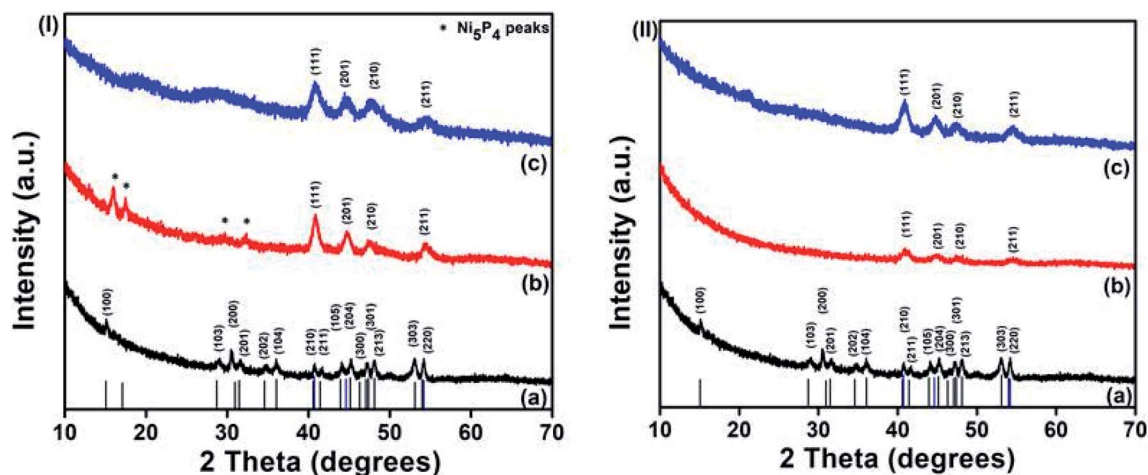 (I)
* Ni5P4 peaks
(111)
(201)
(210)
(211)
(c)
* * * *
(111)
(201)
(210)
(211)
(b)
(100)
(103)
(200)
(201)
(202)
(104)
(210)
(211)
(105)
(204)
(300)
(301)
(213)
(303)
(220)
(a)
Intensity (a.u.)
10 20 30 40 50 60 70
2 Theta (degrees)
(II)
(111)
(201)
(210)
(211)
(c)
(111)
(201)
(210)
(211)
(b)
(100)
(103)
(200)
(201)
(202)
(104)
(210)
(211)
(105)
(204)
(300)
(301)
(213)
(303)
(220)
(a)
Intensity (a.u.)
10 20 30 40 50 60 70
2 Theta (degrees)